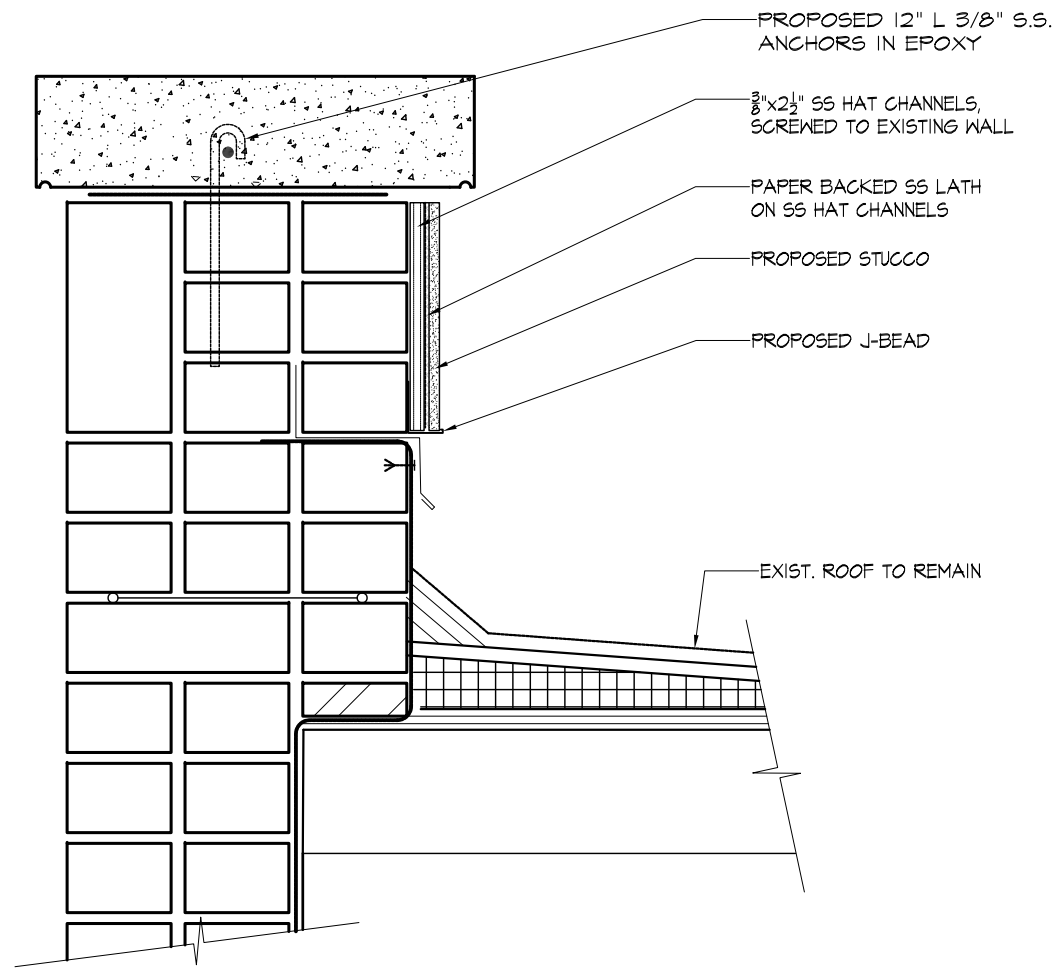 PROPOSED 12" L 3/8" S.S.
ANCHORS IN EPOXY
3/8"x2 1/2" SS HAT CHANNELS,
SCREWED TO EXISTING WALL
PAPER BACKED SS LATH
ON SS HAT CHANNELS
PROPOSED STUCCO
PROPOSED J-BEAD
EXIST. ROOF TO REMAIN